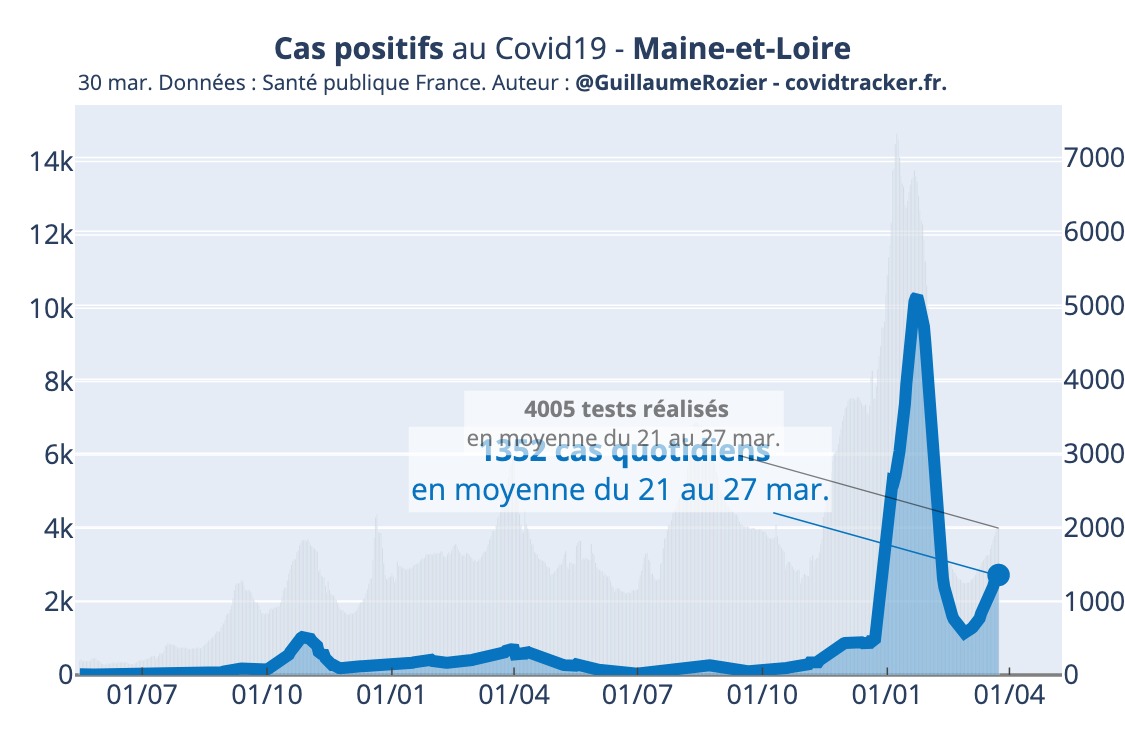 Cas positifs au Covid19 - Maine-et-Loire
30 mar. Données : Santé publique France. Auteur : @GuillaumeRozier - covidtracker.fr.
14k
12k
10k
8k
6k
4k
2k
0
7000
6000
5000
4000
3000
2000
1000
0
4005 tests réalisés
en moyenne du 21 au 27 mar.
1352 cas quotidiens
en moyenne du 21 au 27 mar.
01/07 01/10 01/01 01/04 01/07 01/10 01/01 01/04